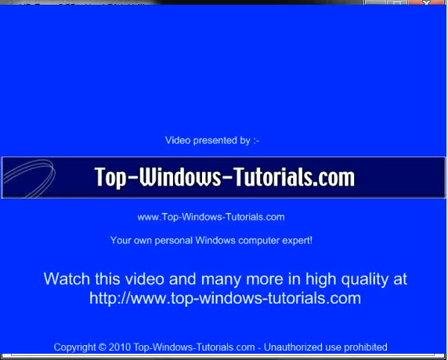 Video presented by :-
Top-Windows-Tutorials.com
www.Top-Windows-Tutorials.com
Your own personal Windows computer expert!
Watch this video and many more in high quality at
http://www.top-windows-tutorials.com
Copyright © 2010 Top-Windows-Tutorials.com - Unauthorized use prohibited